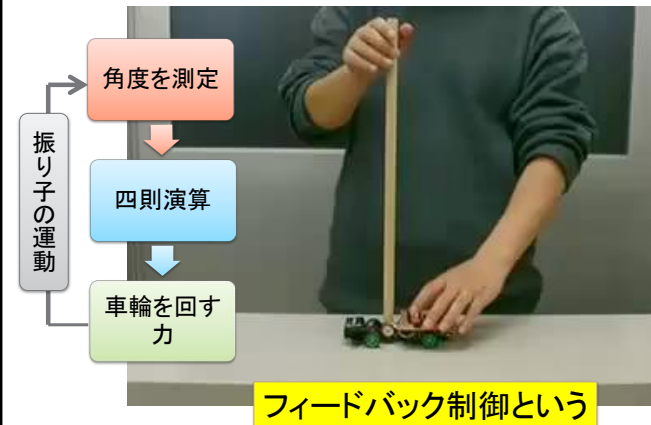 角度を測定
四則演算
車輪を回す
力
振り子の運動
フィードバック制御という